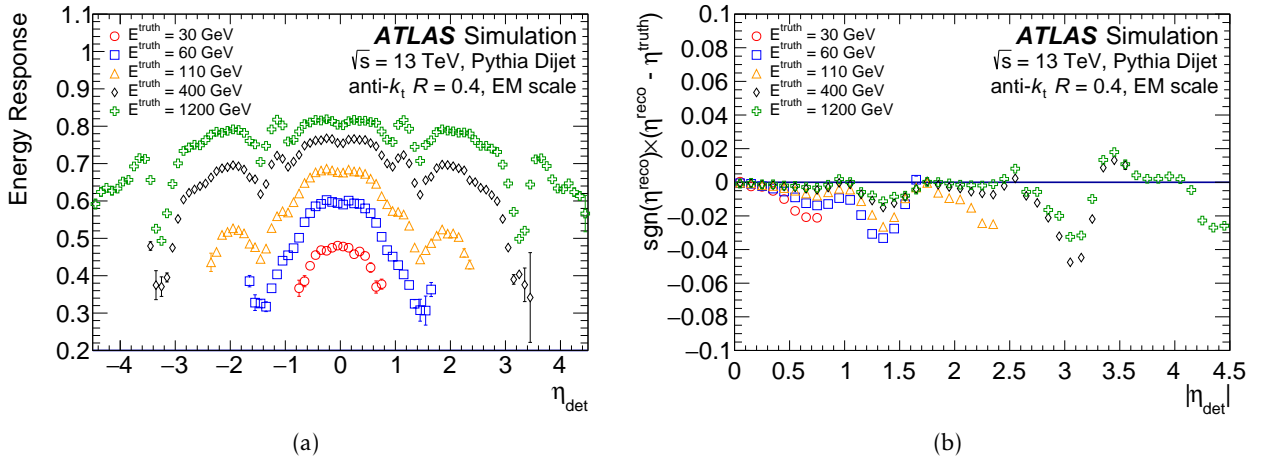 Energy Response
1.1
1
0.9
0.8
0.7
0.6
0.5
0.4
0.3
0.2
E^truth = 30 GeV
E^truth = 60 GeV
E^truth = 110 GeV
E^truth = 400 GeV
E^truth = 1200 GeV
ATLAS Simulation
√s = 13 TeV, Pythia Dijet
anti-k_t R = 0.4, EM scale
−4 −3 −2 −1 0 1 2 3 4
η_det
(a)
sgn(η^reco)×(η^reco - η^truth)
0.1
0.08
0.06
0.04
0.02
0
−0.02
−0.04
−0.06
−0.08
−0.1
E^truth = 30 GeV
E^truth = 60 GeV
E^truth = 110 GeV
E^truth = 400 GeV
E^truth = 1200 GeV
ATLAS Simulation
√s = 13 TeV, Pythia Dijet
anti-k_t R = 0.4, EM scale
0 0.5 1 1.5 2 2.5 3 3.5 4 4.5
|η_det|
(b)